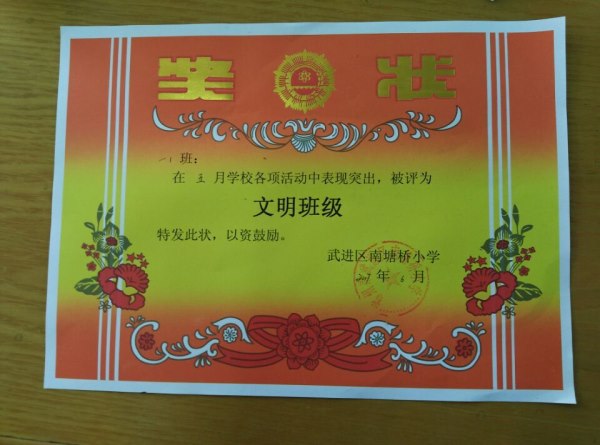 奖 状
班：
在 五 月学校各项活动中表现突出，被评为
文明班级
特发此状，以资鼓励。
武进区南塘桥小学
年 6 月